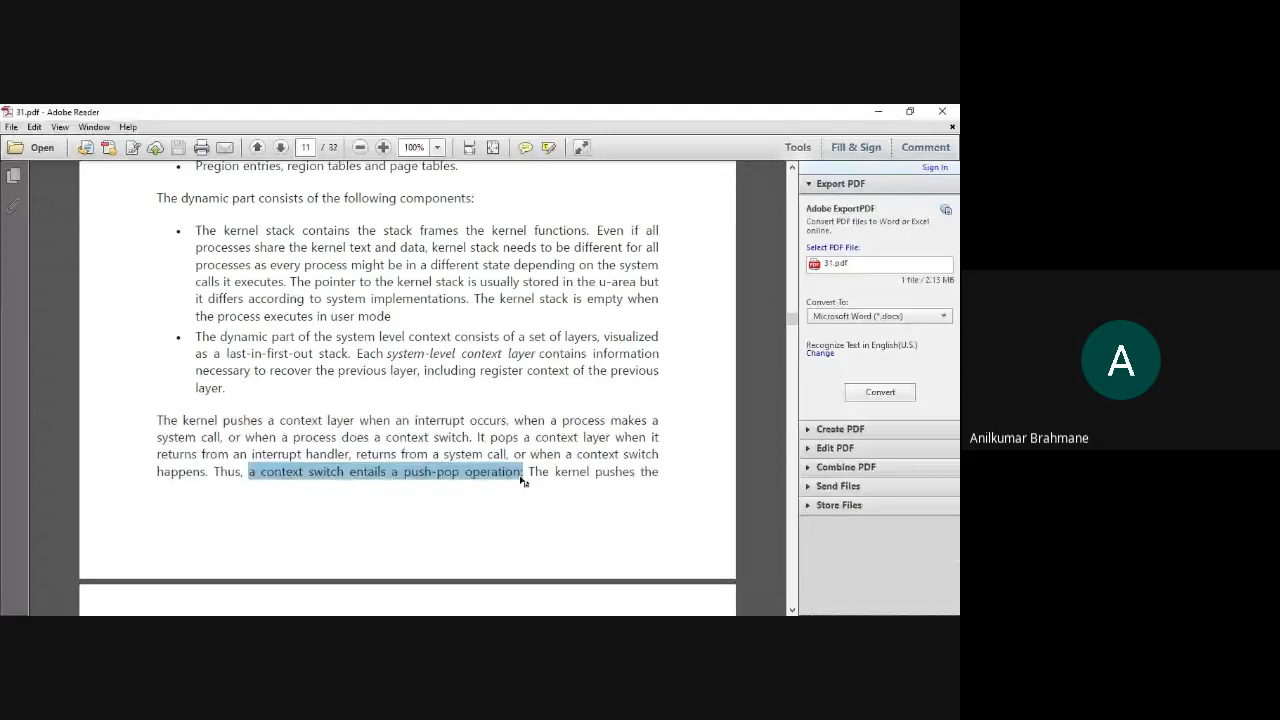 31.pdf - Adobe Reader
File Edit View Window Help
Open 11 / 32 100% Tools Fill & Sign Comment
Sign In
• Pregion entries, region tables and page tables.
The dynamic part consists of the following components:
• The kernel stack contains the stack frames the kernel functions. Even if all
processes share the kernel text and data, kernel stack needs to be different for all
processes as every process might be in a different state depending on the system
calls it executes. The pointer to the kernel stack is usually stored in the u-area but
it differs according to system implementations. The kernel stack is empty when
the process executes in user mode
• The dynamic part of the system level context consists of a set of layers, visualized
as a last-in-first-out stack. Each system-level context layer contains information
necessary to recover the previous layer, including register context of the previous
layer.
The kernel pushes a context layer when an interrupt occurs, when a process makes a
system call, or when a process does a context switch. It pops a context layer when it
returns from an interrupt handler, returns from a system call, or when a context switch
happens. Thus, a context switch entails a push-pop operation: The kernel pushes the
Export PDF
Adobe ExportPDF
Convert PDF files to Word or Excel
online.
Select PDF File:
31.pdf
1 file / 2.13 MB
Convert To:
Microsoft Word (*.docx)
Recognize Text in English(U.S.)
Change
Convert
Create PDF
Edit PDF
Combine PDF
Send Files
Store Files
A
Anilkumar Brahmane